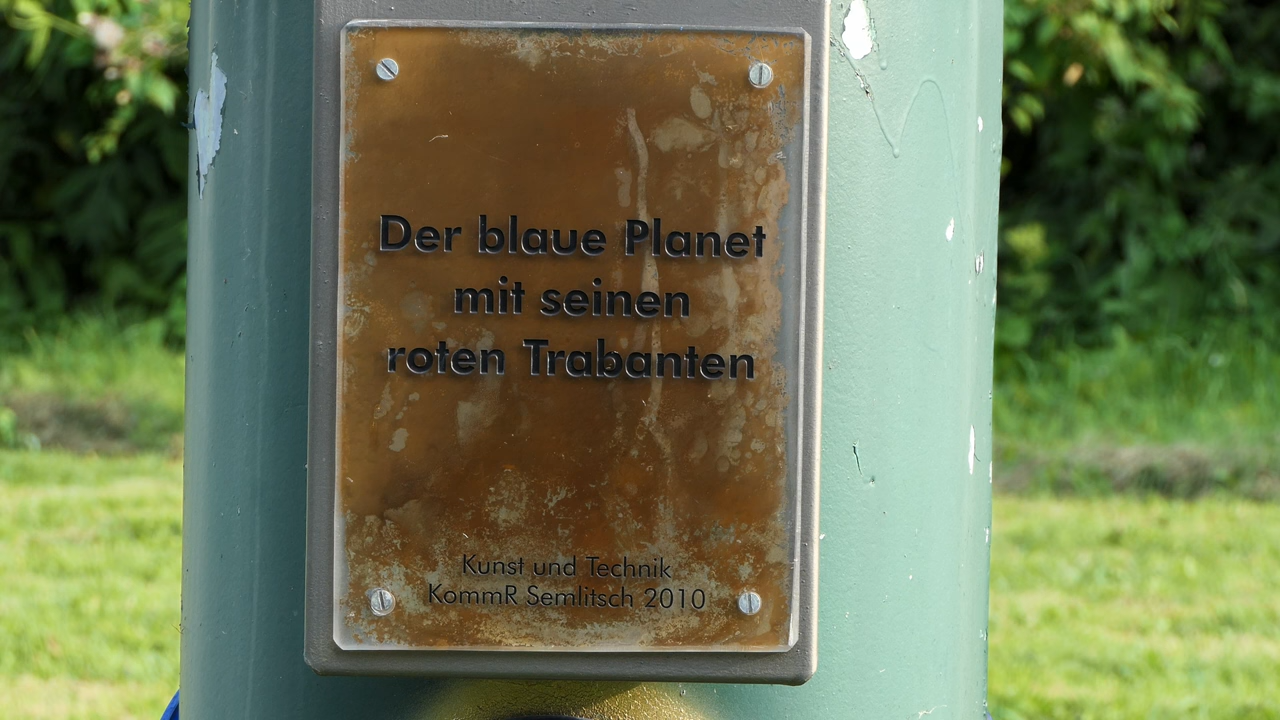 Der blaue Planet
mit seinen
roten Trabanten
Kunst und Technik
KommR Semlitsch 2010